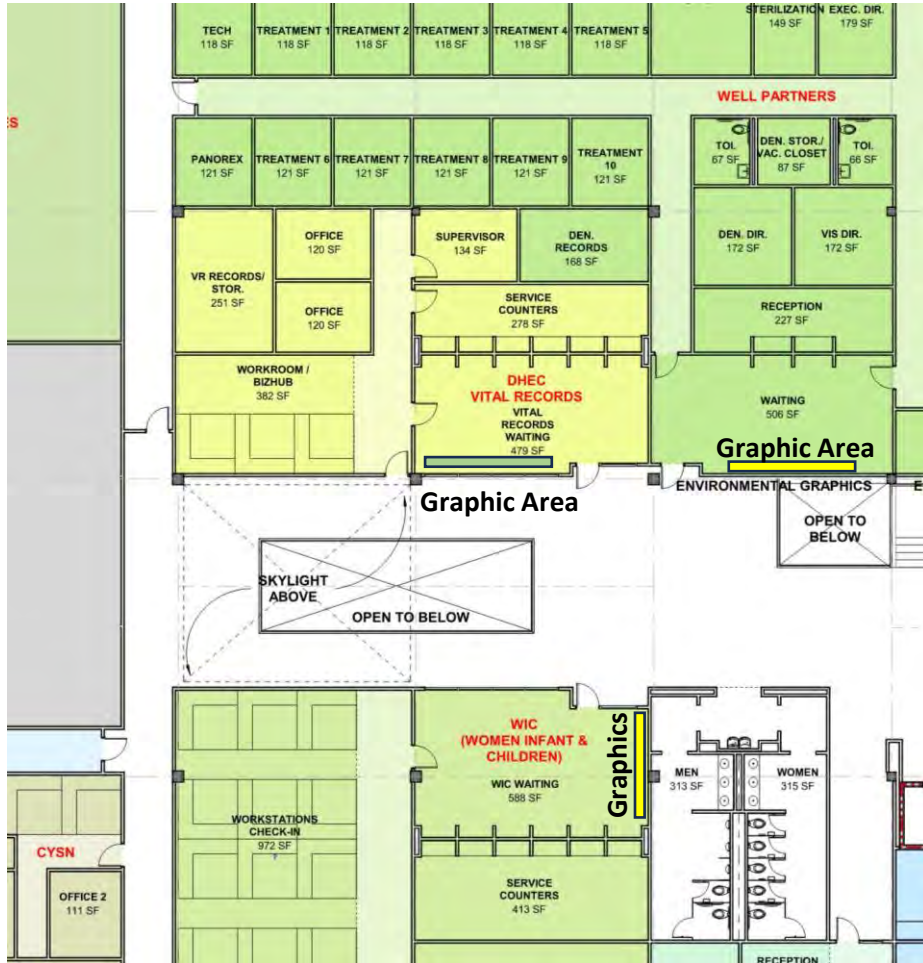 STERILIZATION
149 SF
EXEC. DIR.
179 SF
TECH
118 SF
TREATMENT 1
118 SF
TREATMENT 2
118 SF
TREATMENT 3
118 SF
TREATMENT 4
118 SF
TREATMENT 5
118 SF
WELL PARTNERS
ES
PANOREX
121 SF
TREATMENT 6
121 SF
TREATMENT 7
121 SF
TREATMENT 8
121 SF
TREATMENT 9
121 SF
TREATMENT
10
121 SF
TOI.
67 SF
DEN. STOR./
VAC. CLOSET
87 SF
TOI.
66 SF
VR RECORDS/
STOR.
251 SF
OFFICE
120 SF
OFFICE
120 SF
SUPERVISOR
134 SF
DEN.
RECORDS
168 SF
DEN. DIR.
172 SF
VIS DIR.
172 SF
SERVICE
COUNTERS
278 SF
RECEPTION
227 SF
WORKROOM /
BIZHUB
382 SF
DHEC
VITAL RECORDS
VITAL
RECORDS
WAITING
479 SF
WAITING
506 SF
Graphic Area
Graphic Area
ENVIRONMENTAL GRAPHICS
E
OPEN TO
BELOW
SKYLIGHT
ABOVE
OPEN TO BELOW
WIC
(WOMEN INFANT &
CHILDREN)
WIC WAITING
588 SF
Graphics
MEN
313 SF
WOMEN
315 SF
WORKSTATIONS
CHECK-IN
972 SF
CYSN
OFFICE 2
111 SF
SERVICE
COUNTERS
413 SF
RECEPTION